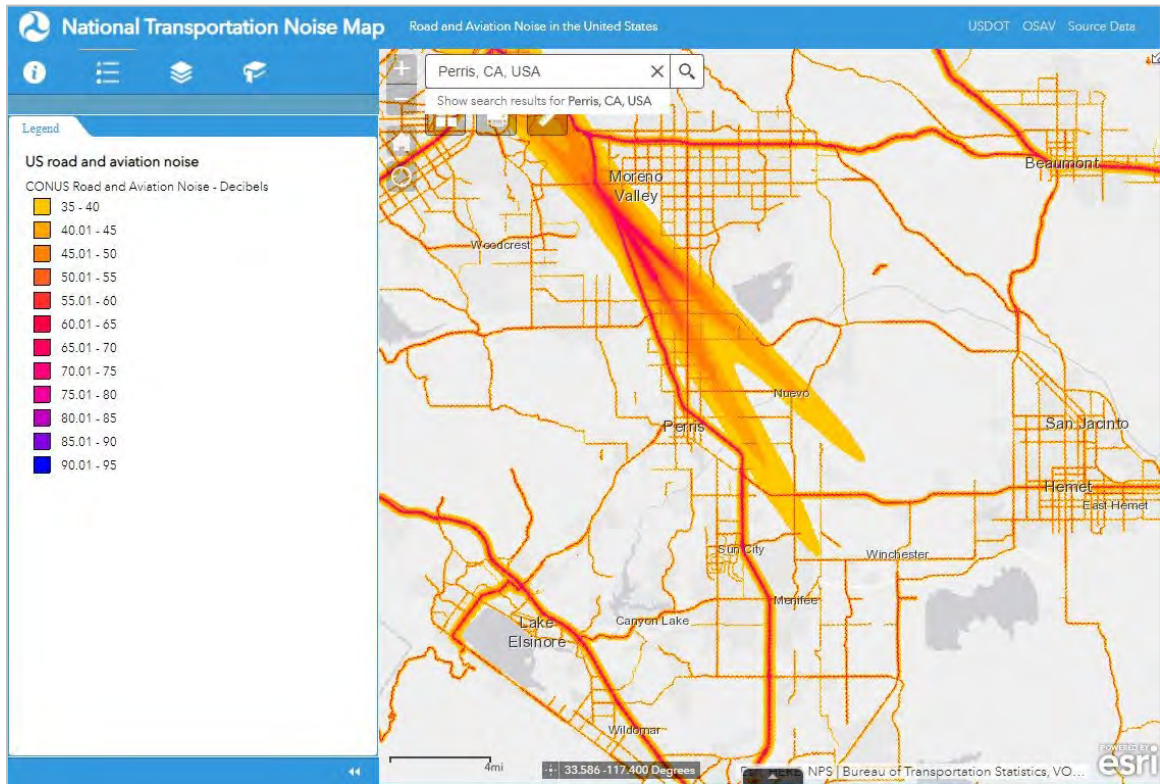 National Transportation Noise Map
Road and Aviation Noise in the United States
USDOT OSAV Source Data
Legend
US road and aviation noise
CONUS Road and Aviation Noise - Decibels
35 - 40
40.01 - 45
45.01 - 50
50.01 - 55
55.01 - 60
60.01 - 65
65.01 - 70
70.01 - 75
75.01 - 80
80.01 - 85
85.01 - 90
90.01 - 95
Perris, CA, USA
Show search results for Perris, CA, USA
Beaumont
Moreno
Valley
Woodcrest
Nuevo
Perris
San Jacinto
Hemet
East Hemet
Sun City
Winchester
Menifee
Canyon Lake
Lake
Elsinore
Wildomar
4mi
33.586 -117.400 Degrees
Esri, HERE, NPS | Bureau of Transportation Statistics, VO...
POWERED BY
esri